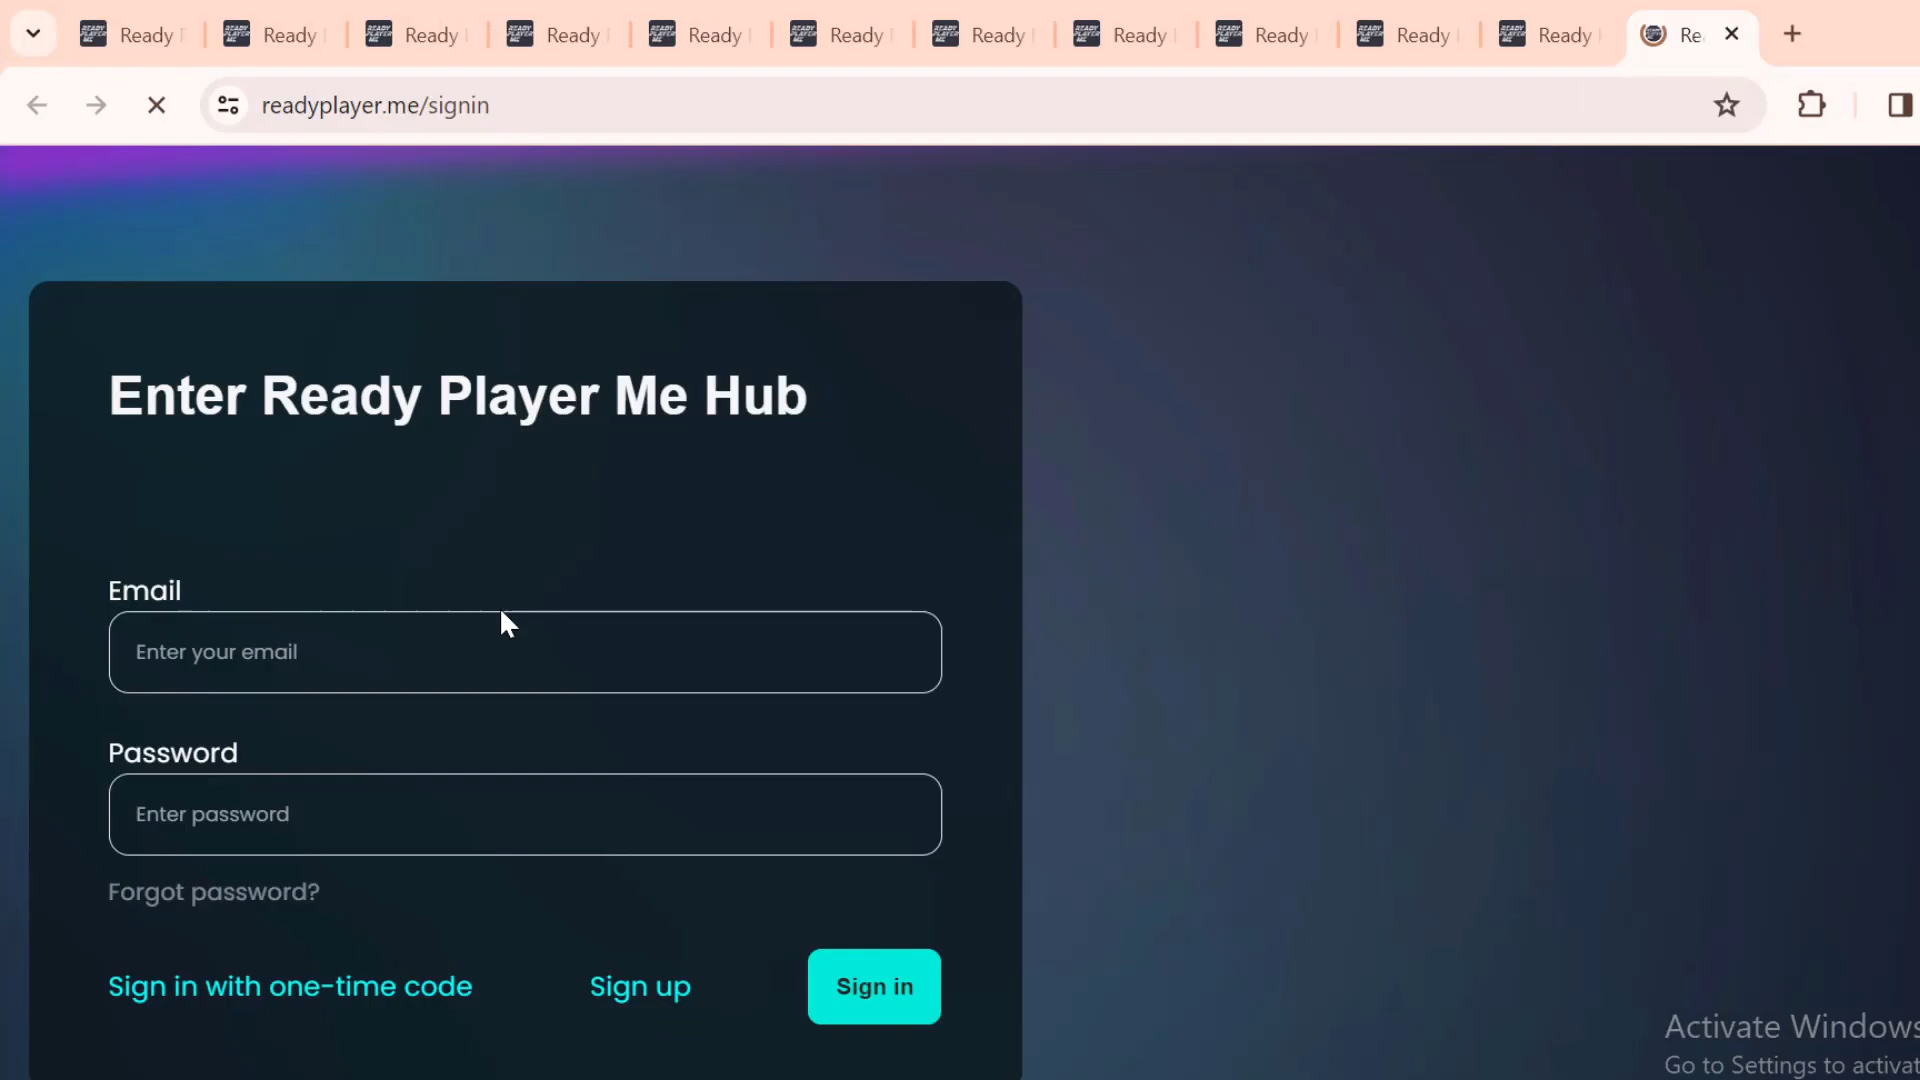 Ready Ready Ready Ready Ready Ready Ready Ready Ready Ready Ready Re
readyplayer.me/signin
Enter Ready Player Me Hub
Email
Enter your email
Password
Enter password
Forgot password?
Sign in with one-time code Sign up Sign in
Activate Windows
Go to Settings to activat